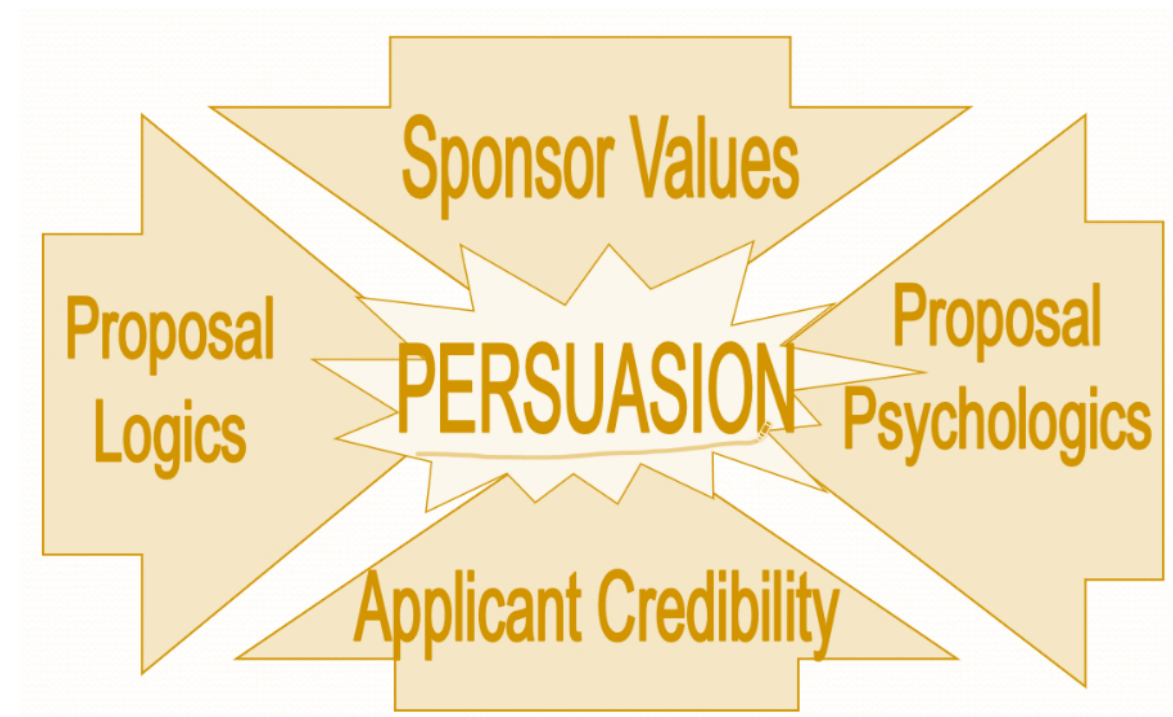 Sponsor Values
Proposal
Logics
PERSUASION
Proposal
Psychologics
Applicant Credibility